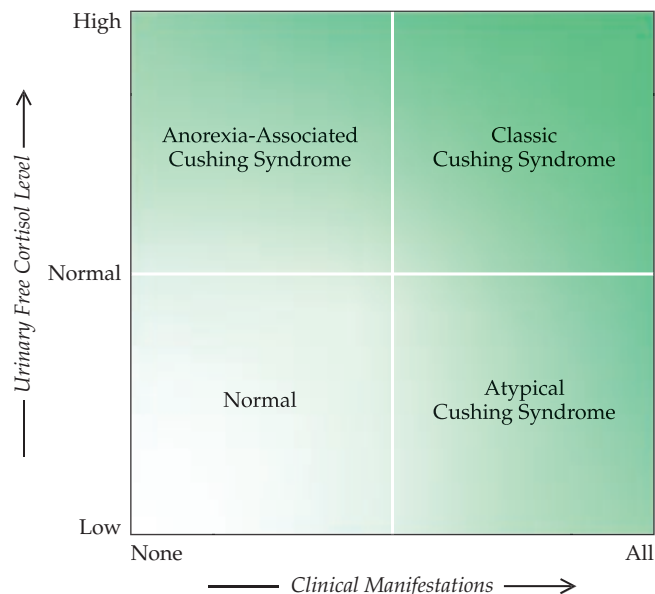 High
Anorexia-Associated
Cushing Syndrome
Classic
Cushing Syndrome
Urinary Free Cortisol Level
Normal
Normal
Atypical
Cushing Syndrome
Low
None
All
Clinical Manifestations